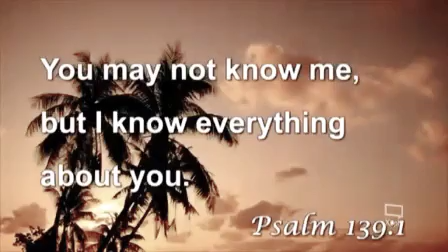 You may not know me,
but I know everything
about you.
Psalm 139:1